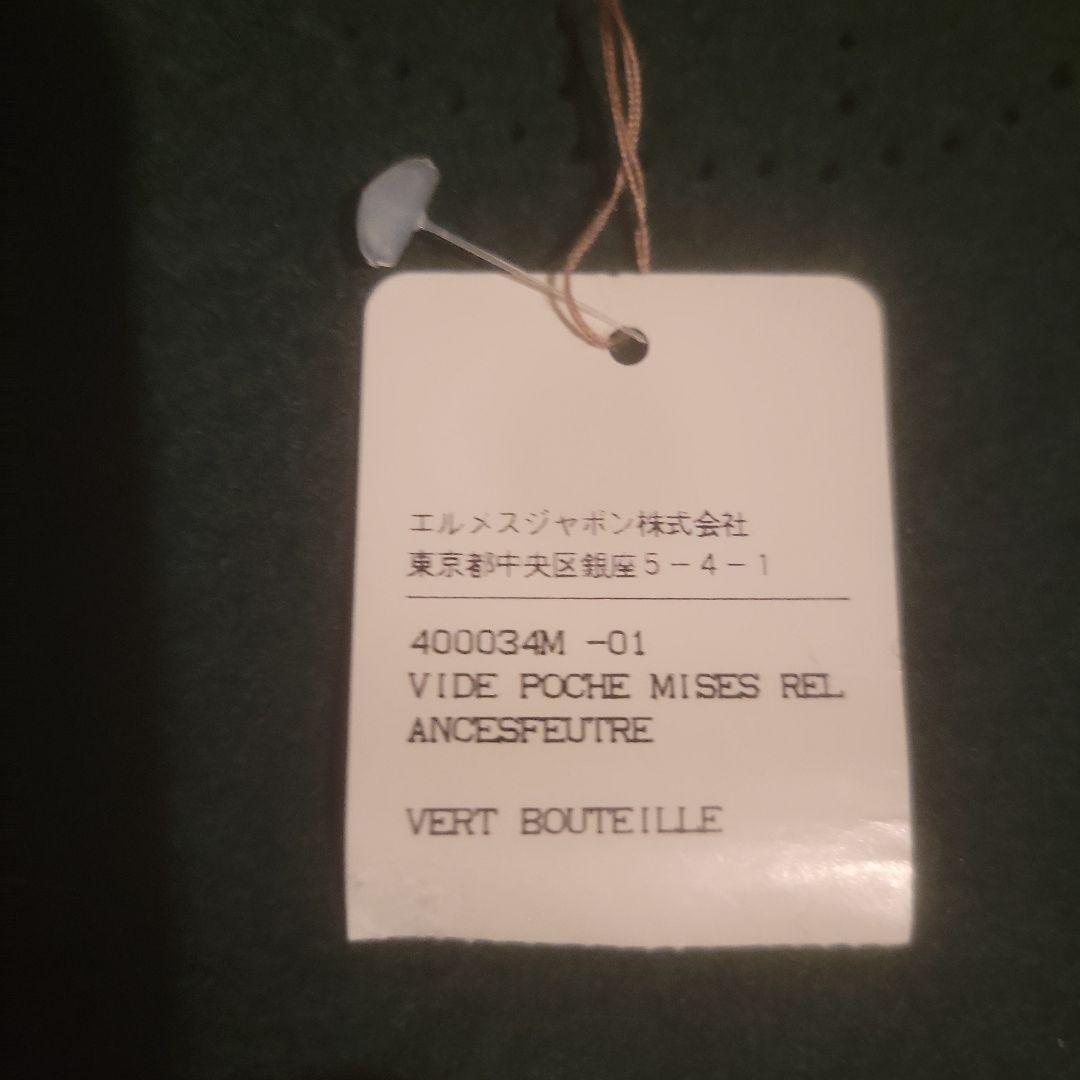 エルメスジャポン株式会社
東京都中央区銀座5-4-1
400034M -01
VIDE POCHE MISES REL
ANCESFEUTRE
VERT BOUTEILLE